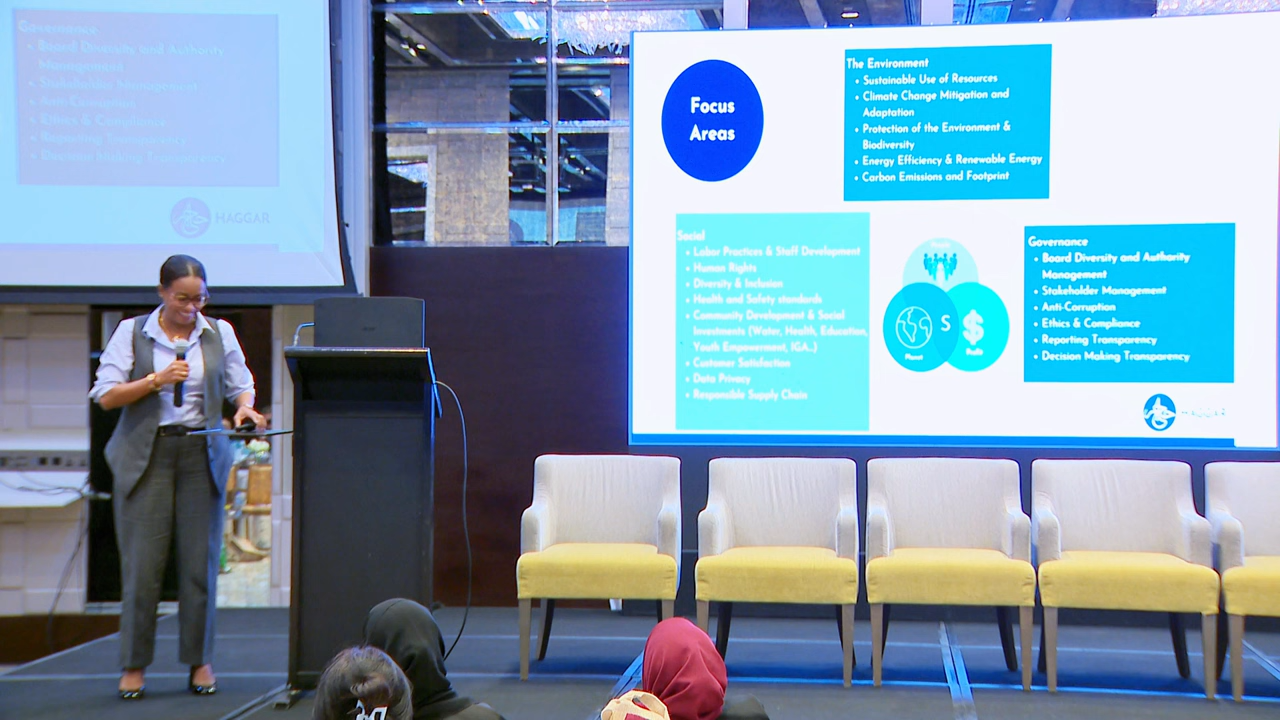 Governance
• Board Diversity and Authority
Management
• Stakeholder Management
• Anti-Corruption
• Ethics & Compliance
• Reporting Transparency
• Decision Making Transparency
HAGGAR
Focus
Areas
The Environment
• Sustainable Use of Resources
• Climate Change Mitigation and
Adaptation
• Protection of the Environment &
Biodiversity
• Energy Efficiency & Renewable Energy
• Carbon Emissions and Footprint
Social
• Labor Practices & Staff Development
• Human Rights
• Diversity & Inclusion
• Health and Safety standards
• Community Development & Social
Investments (Water, Health, Education,
Youth Empowerment, IGA..)
• Customer Satisfaction
• Data Privacy
• Responsible Supply Chain
People
Planet
S
Profit
Governance
• Board Diversity and Authority
Management
• Stakeholder Management
• Anti-Corruption
• Ethics & Compliance
• Reporting Transparency
• Decision Making Transparency
HAGGAR